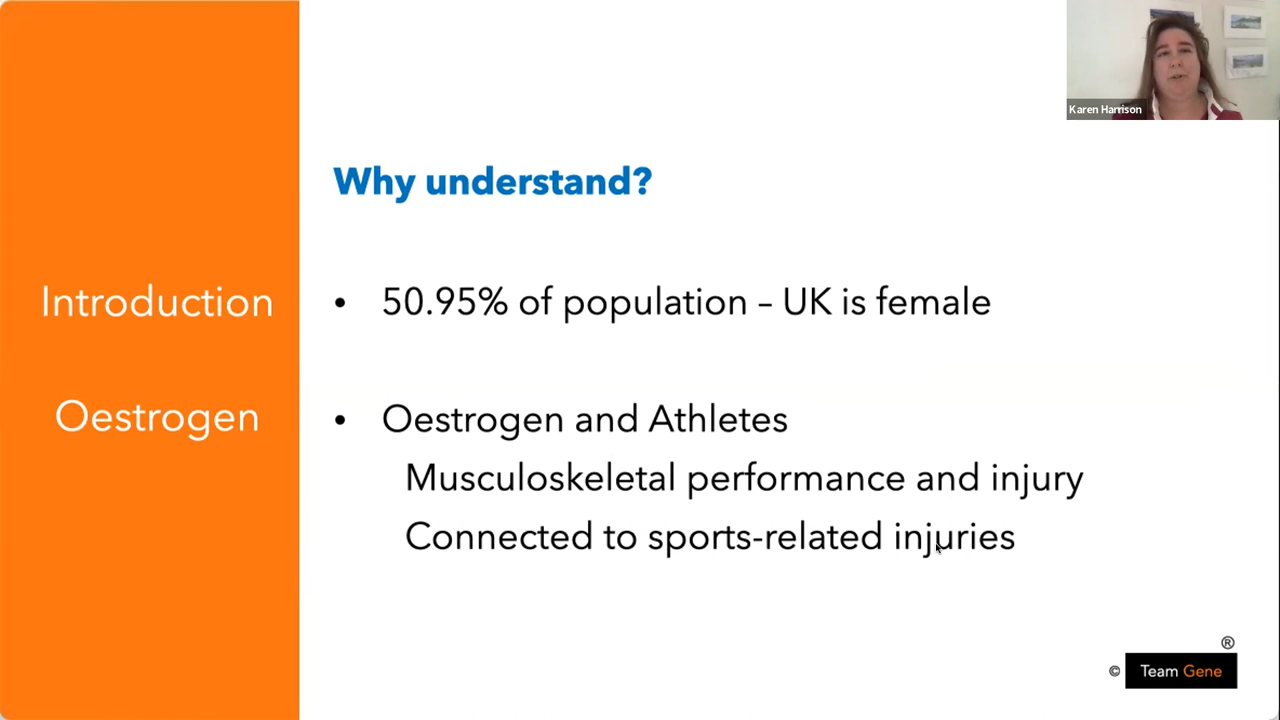 Karen Harrison
Why understand?
Introduction
• 50.95% of population – UK is female
Oestrogen
• Oestrogen and Athletes
Musculoskeletal performance and injury
Connected to sports-related injuries
®
© Team Gene